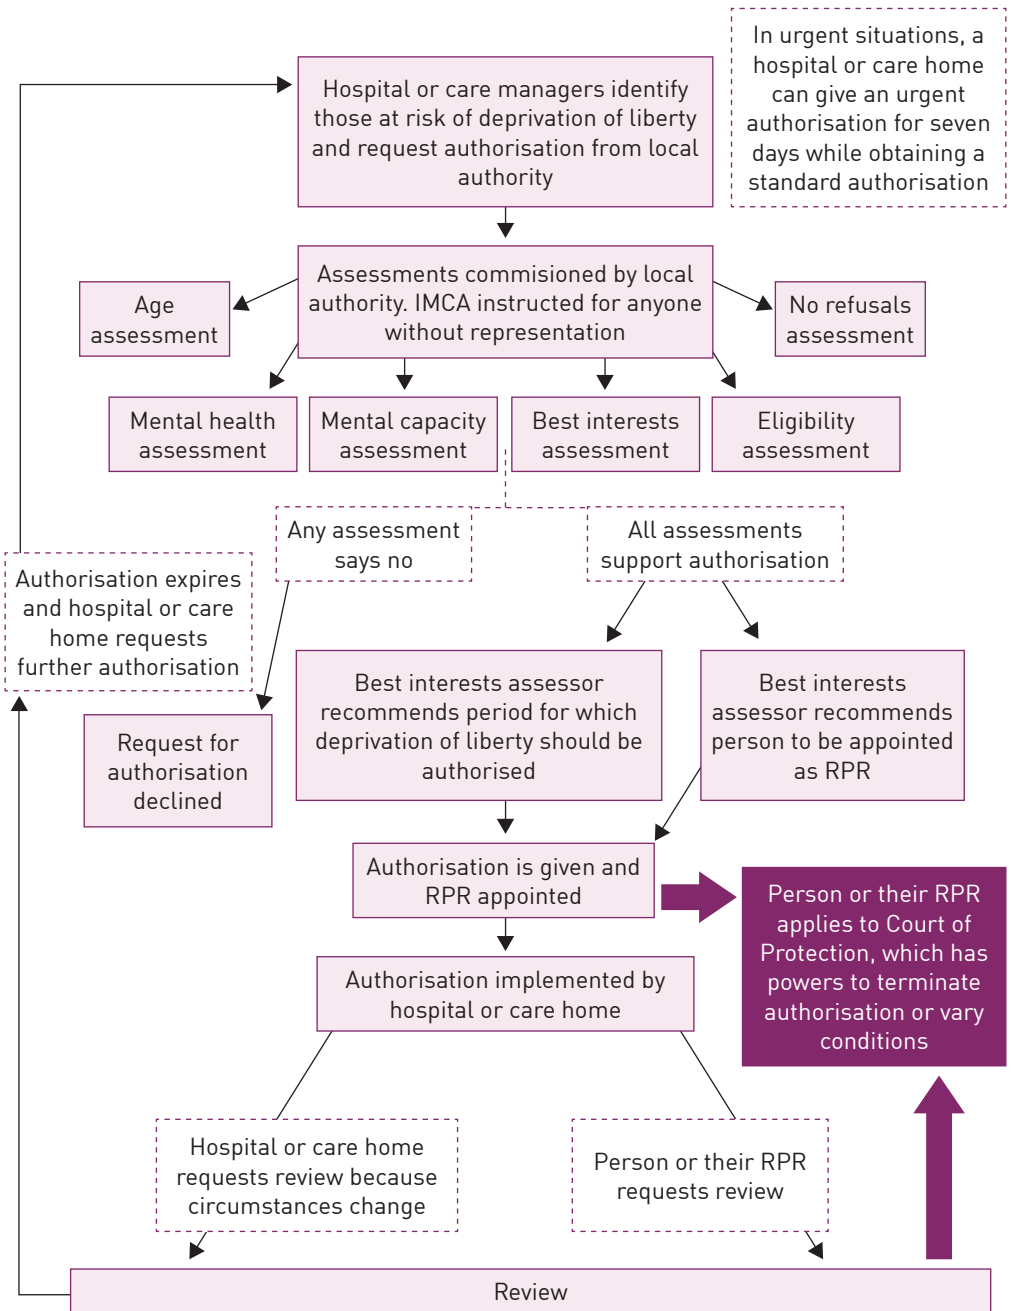 In urgent situations, a
hospital or care home
can give an urgent
authorisation for seven
days while obtaining a
standard authorisation
Hospital or care managers identify
those at risk of deprivation of liberty
and request authorisation from local
authority
Assessments commisioned by local
authority. IMCA instructed for anyone
without representation
Age
assessment
No refusals
assessment
Mental health
assessment
Mental capacity
assessment
Best interests
assessment
Eligibility
assessment
Any assessment
says no
All assessments
support authorisation
Authorisation expires
and hospital or care
home requests
further authorisation
Request for
authorisation
declined
Best interests assessor
recommends period for which
deprivation of liberty should be
authorised
Best interests
assessor recommends
person to be appointed
as RPR
Authorisation is given and
RPR appointed
Person or their RPR
applies to Court of
Protection, which has
powers to terminate
authorisation or vary
conditions
Authorisation implemented by
hospital or care home
Hospital or care home
requests review because
circumstances change
Person or their RPR
requests review
Review